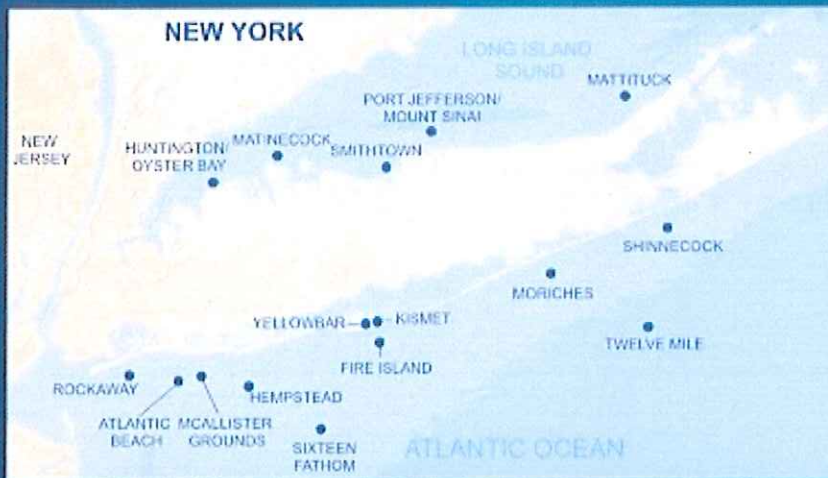 NEW YORK
LONG ISLAND
SOUND
MATTITUCK
PORT JEFFERSON/
MOUNT SINAI
NEW
JERSEY
HUNTINGTON/
OYSTER BAY
MATINECOCK
SMITHTOWN
SHINNECOCK
MORICHES
YELLOWBAR
KISMET
TWELVE MILE
FIRE ISLAND
ROCKAWAY
HEMPSTEAD
ATLANTIC
BEACH
MCALLISTER
GROUNDS
SIXTEEN
FATHOM
ATLANTIC OCEAN